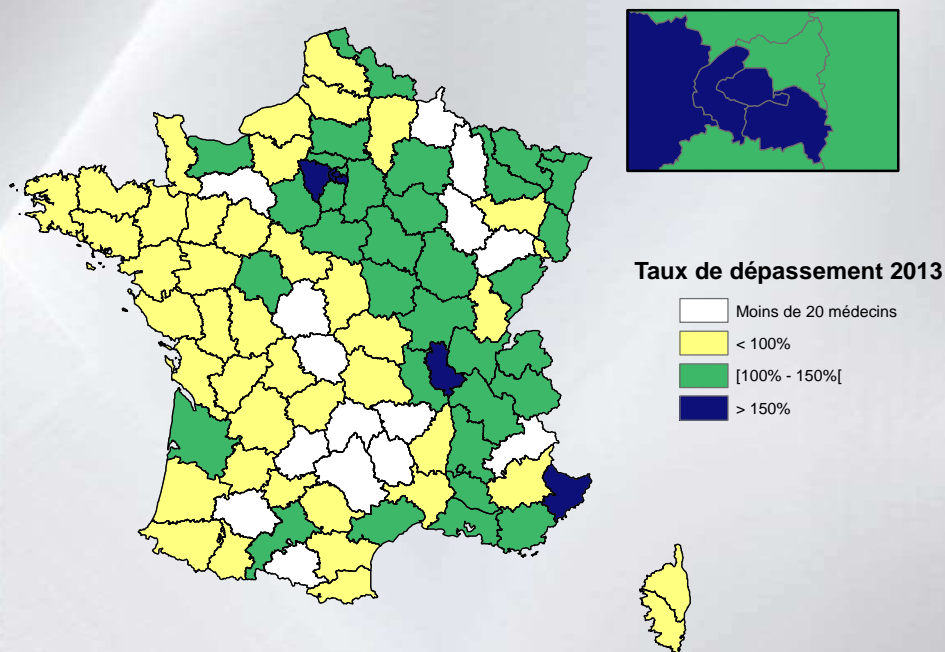 Taux de dépassement 2013
Moins de 20 médecins
< 100%
[100% - 150%[
> 150%